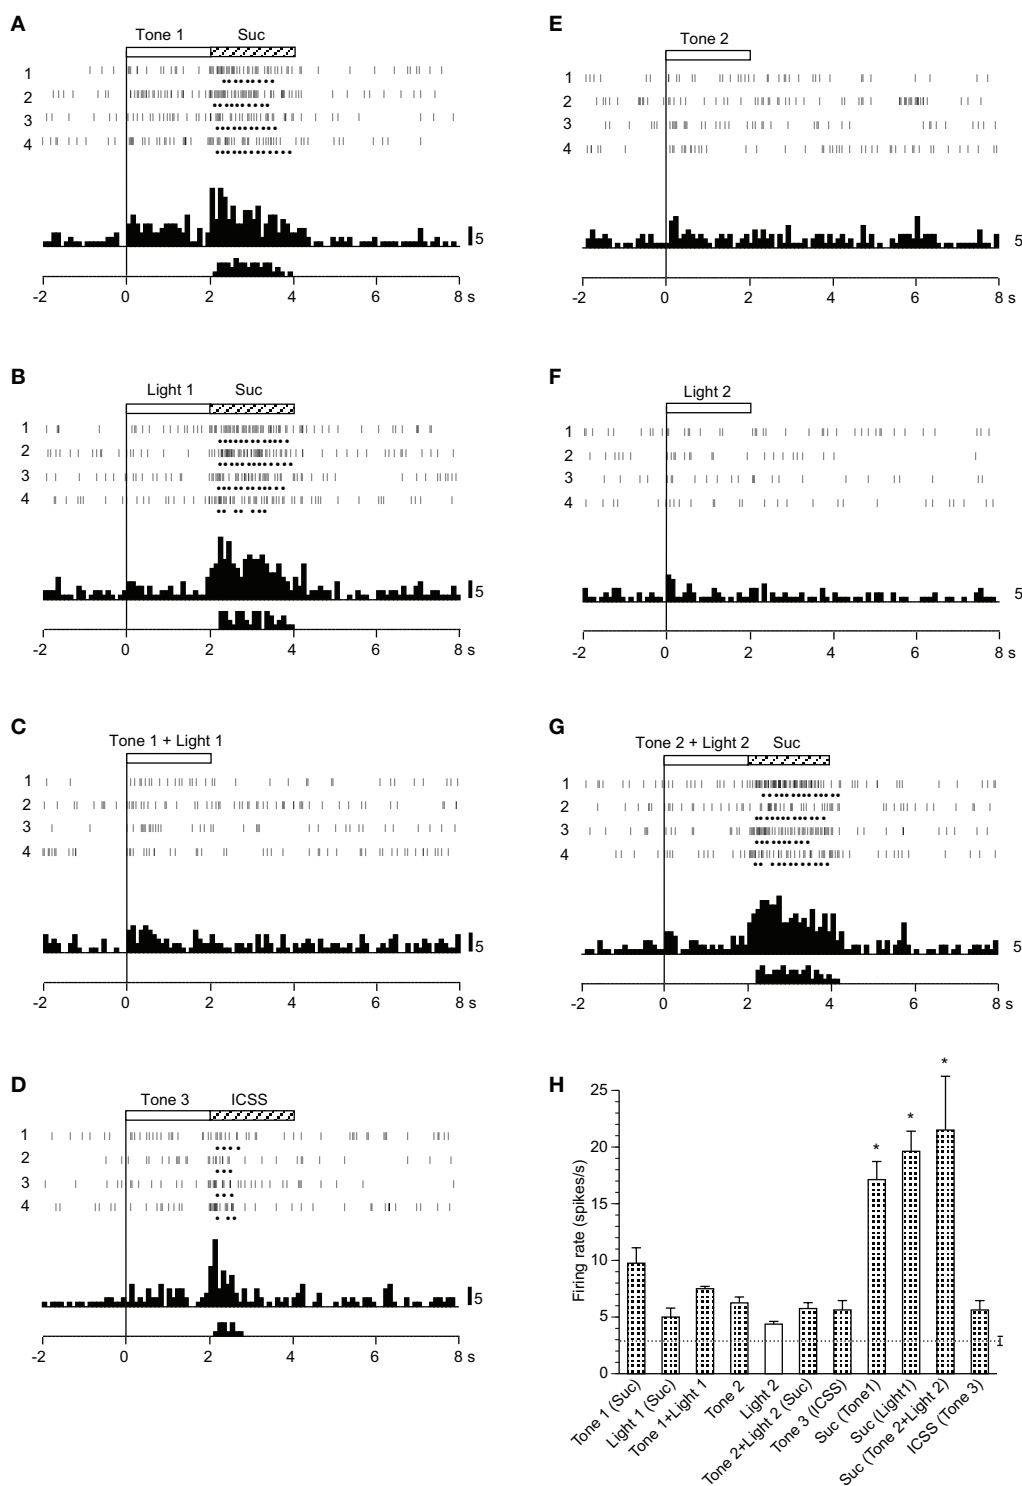 A
Tone 1 Suc
1
2
3
4
5
-2 0 2 4 6 8 s
B
Light 1 Suc
1
2
3
4
5
-2 0 2 4 6 8 s
C
Tone 1 + Light 1
1
2
3
4
5
-2 0 2 4 6 8 s
D
Tone 3 ICSS
1
2
3
4
5
-2 0 2 4 6 8 s
E
Tone 2
1
2
3
4
5
-2 0 2 4 6 8 s
F
Light 2
1
2
3
4
5
-2 0 2 4 6 8 s
G
Tone 2 + Light 2 Suc
1
2
3
4
5
-2 0 2 4 6 8 s
H
Firing rate (spikes/s)
25
20
15
10
5
0
* * *
Tone 1 (Suc)
Light 1 (Suc)
Tone 1+Light 1
Tone 2
Light 2
Tone 2+Light 2 (Suc)
Tone 3 (ICSS)
Suc (Tone1)
Suc (Light1)
Suc (Tone 2+Light 2)
ICSS (Tone 3)